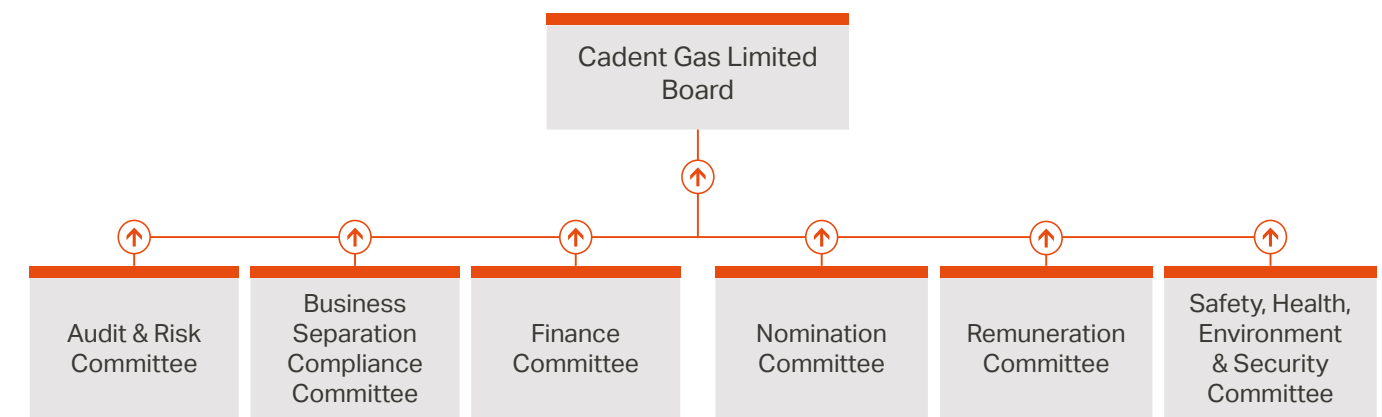 Cadent Gas Limited
Board
Audit & Risk
Committee
Business
Separation
Compliance
Committee
Finance
Committee
Nomination
Committee
Remuneration
Committee
Safety, Health,
Environment
& Security
Committee